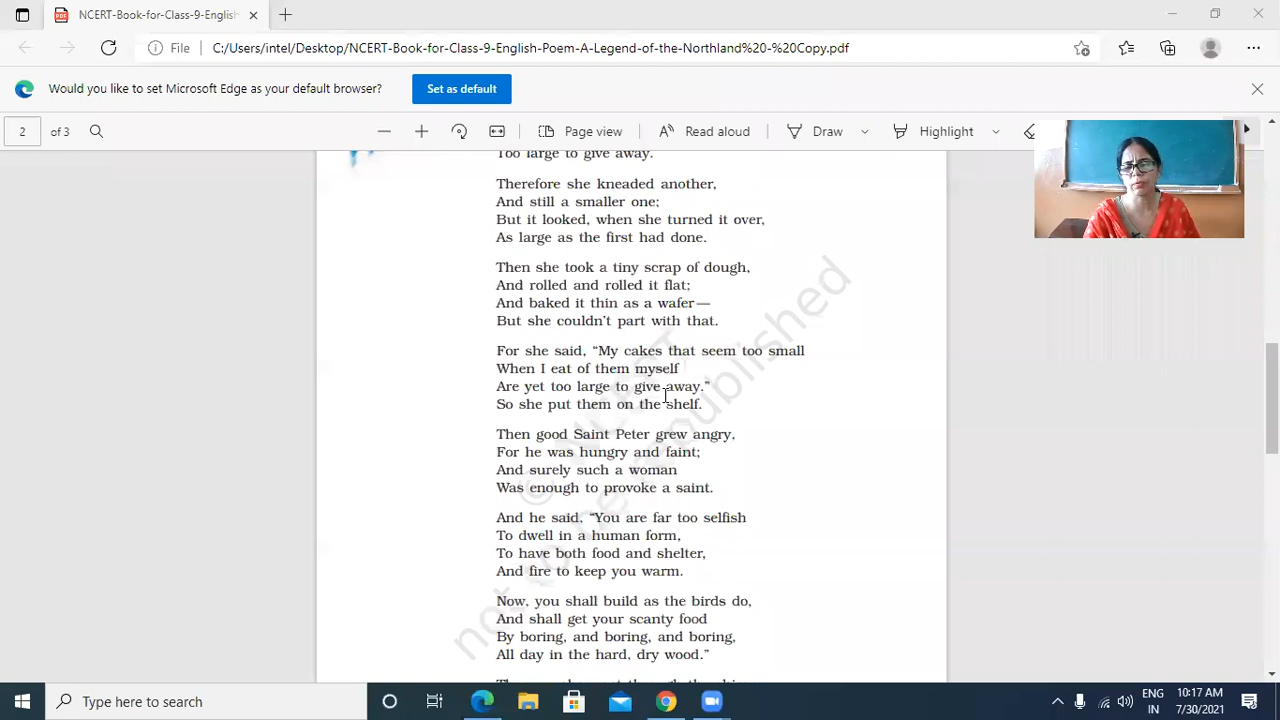 NCERT-Book-for-Class-9-English
File
C:/Users/intel/Desktop/NCERT-Book-for-Class-9-English-Poem-A-Legend-of-the-Northland%20-%20Copy.pdf
Would you like to set Microsoft Edge as your default browser?
Set as default
2 of 3
Page view
Read aloud
Draw
Highlight
Too large to give away.
Therefore she kneaded another,
And still a smaller one;
But it looked, when she turned it over,
As large as the first had done.
Then she took a tiny scrap of dough,
And rolled and rolled it flat;
And baked it thin as a wafer—
But she couldn't part with that.
For she said, “My cakes that seem too small
When I eat of them myself
Are yet too large to give away.”
So she put them on the shelf.
Then good Saint Peter grew angry,
For he was hungry and faint;
And surely such a woman
Was enough to provoke a saint.
And he said, “You are far too selfish
To dwell in a human form,
To have both food and shelter,
And fire to keep you warm.
Now, you shall build as the birds do,
And shall get your scanty food
By boring, and boring, and boring,
All day in the hard, dry wood.”
© NCERT
not to be republished
Type here to search
ENG
IN
10:17 AM
7/30/2021